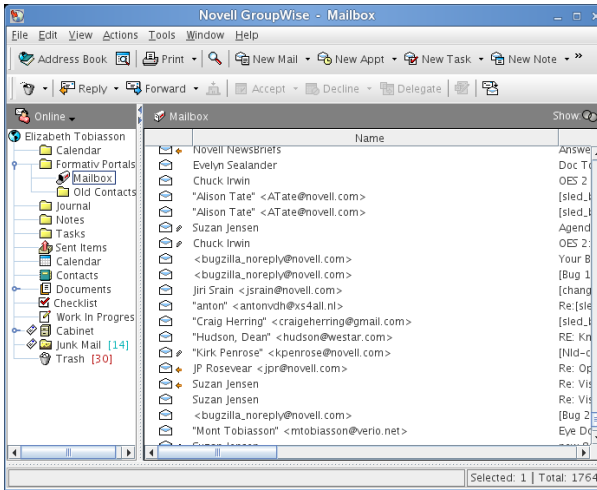 Novell GroupWise - Mailbox
File Edit View Actions Tools Window Help
Address Book Print New Mail New Appt New Task New Note »
Reply Forward Accept Decline Delegate
Online
Mailbox Show:
Elizabeth Tobiasson
Calendar
Formativ Portals
Mailbox
Old Contacts
Journal
Notes
Tasks
Sent Items
Calendar
Contacts
Documents
Checklist
Work In Progres
Cabinet
Junk Mail [14]
Trash [30]
Name
Novell NewsBriefs Answe
Evelyn Sealander Doc To
Chuck Irwin OES 2
"Alison Tate" <ATate@novell.com> [sled_b
"Alison Tate" <ATate@novell.com> [sled_b
Suzan Jensen Agend
Chuck Irwin OES 2:
<bugzilla_noreply@novell.com> Your B
<bugzilla_noreply@novell.com> [Bug 1
Jiri Srain <jsrain@novell.com> [chang
"anton" <antonvdh@xs4all.nl> Re:[sle
"Craig Herring" <craigeherring@gmail.com> [sled_b
"Hudson, Dean" <hudson@westar.com> RE: Kn
"Kirk Penrose" <kpenrose@novell.com> [Nld-c
JP Rosevear <jpr@novell.com> Re: Op
Suzan Jensen Re: Vis
Suzan Jensen Re: Vis
<bugzilla_noreply@novell.com> [Bug 2
"Mont Tobiasson" <mtobiasson@verio.net> Eye Do
Selected: 1 Total: 1764